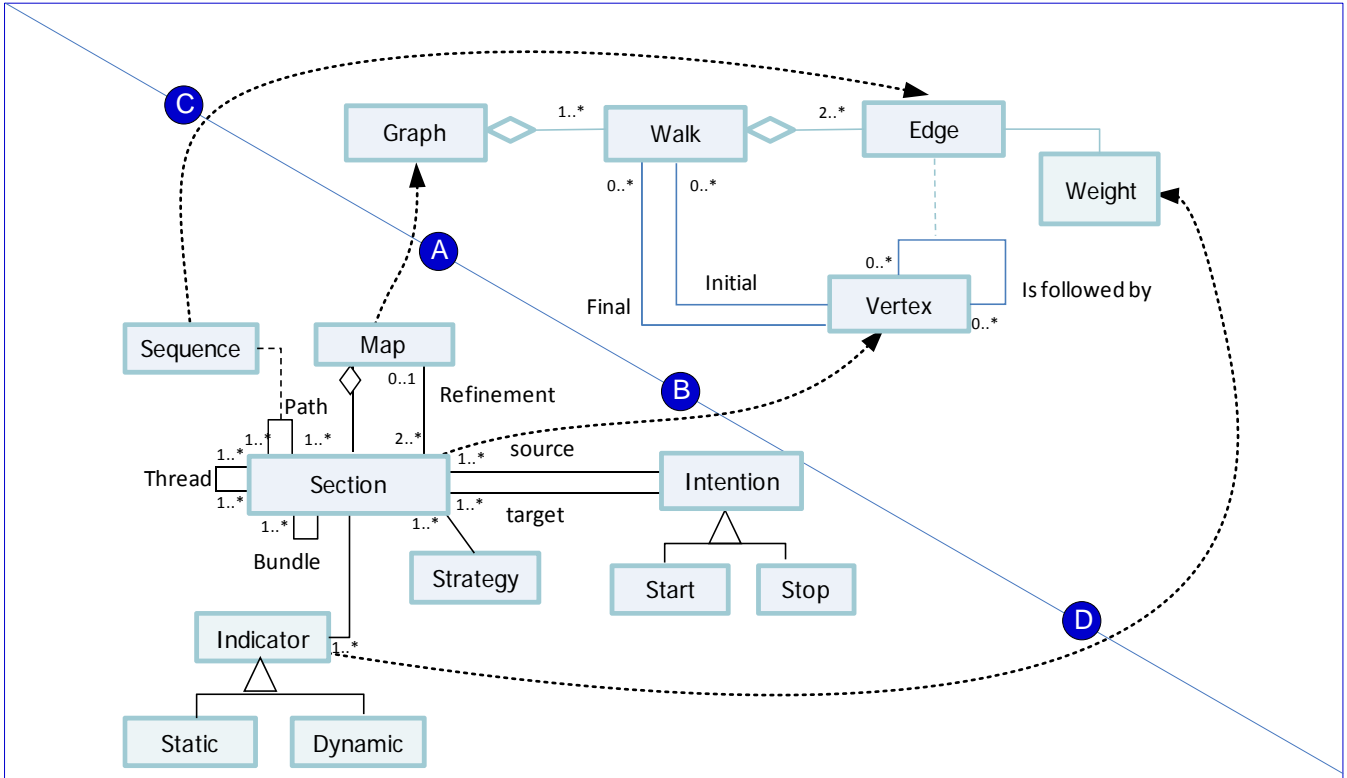 C
1..*
2..*
Graph
Walk
Edge
Weight
0..*
0..*
A
0..*
Initial
Is followed by
Final
Vertex
0..*
Sequence
Map
0..1
B
Refinement
Path
1..*
1..*
2..*
source
1..*
1..*
Thread
Section
Intention
1..*
1..*
1..*
1..*
target
Bundle
Strategy
Start
Stop
D
Indicator
1..*
Static
Dynamic